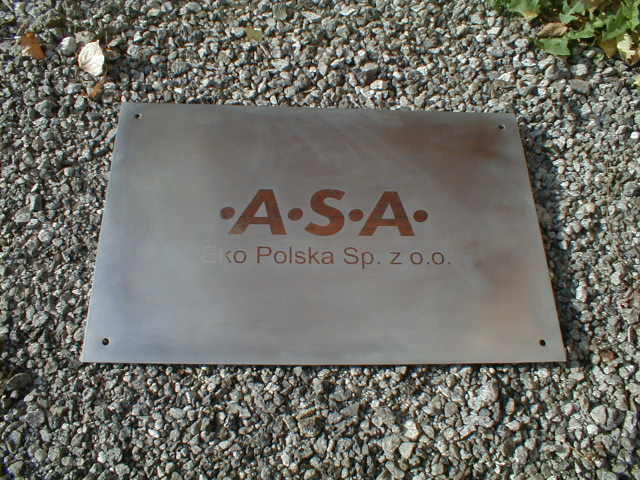 ·A·S·A·
Eko Polska Sp. z o.o.